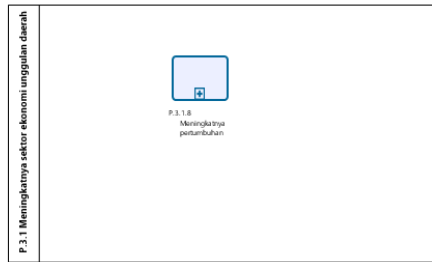 P.3.1 Meningkatnya sektor ekonomi unggulan daerah
P.3.1.8
Meningkatnya
pertumbuhan